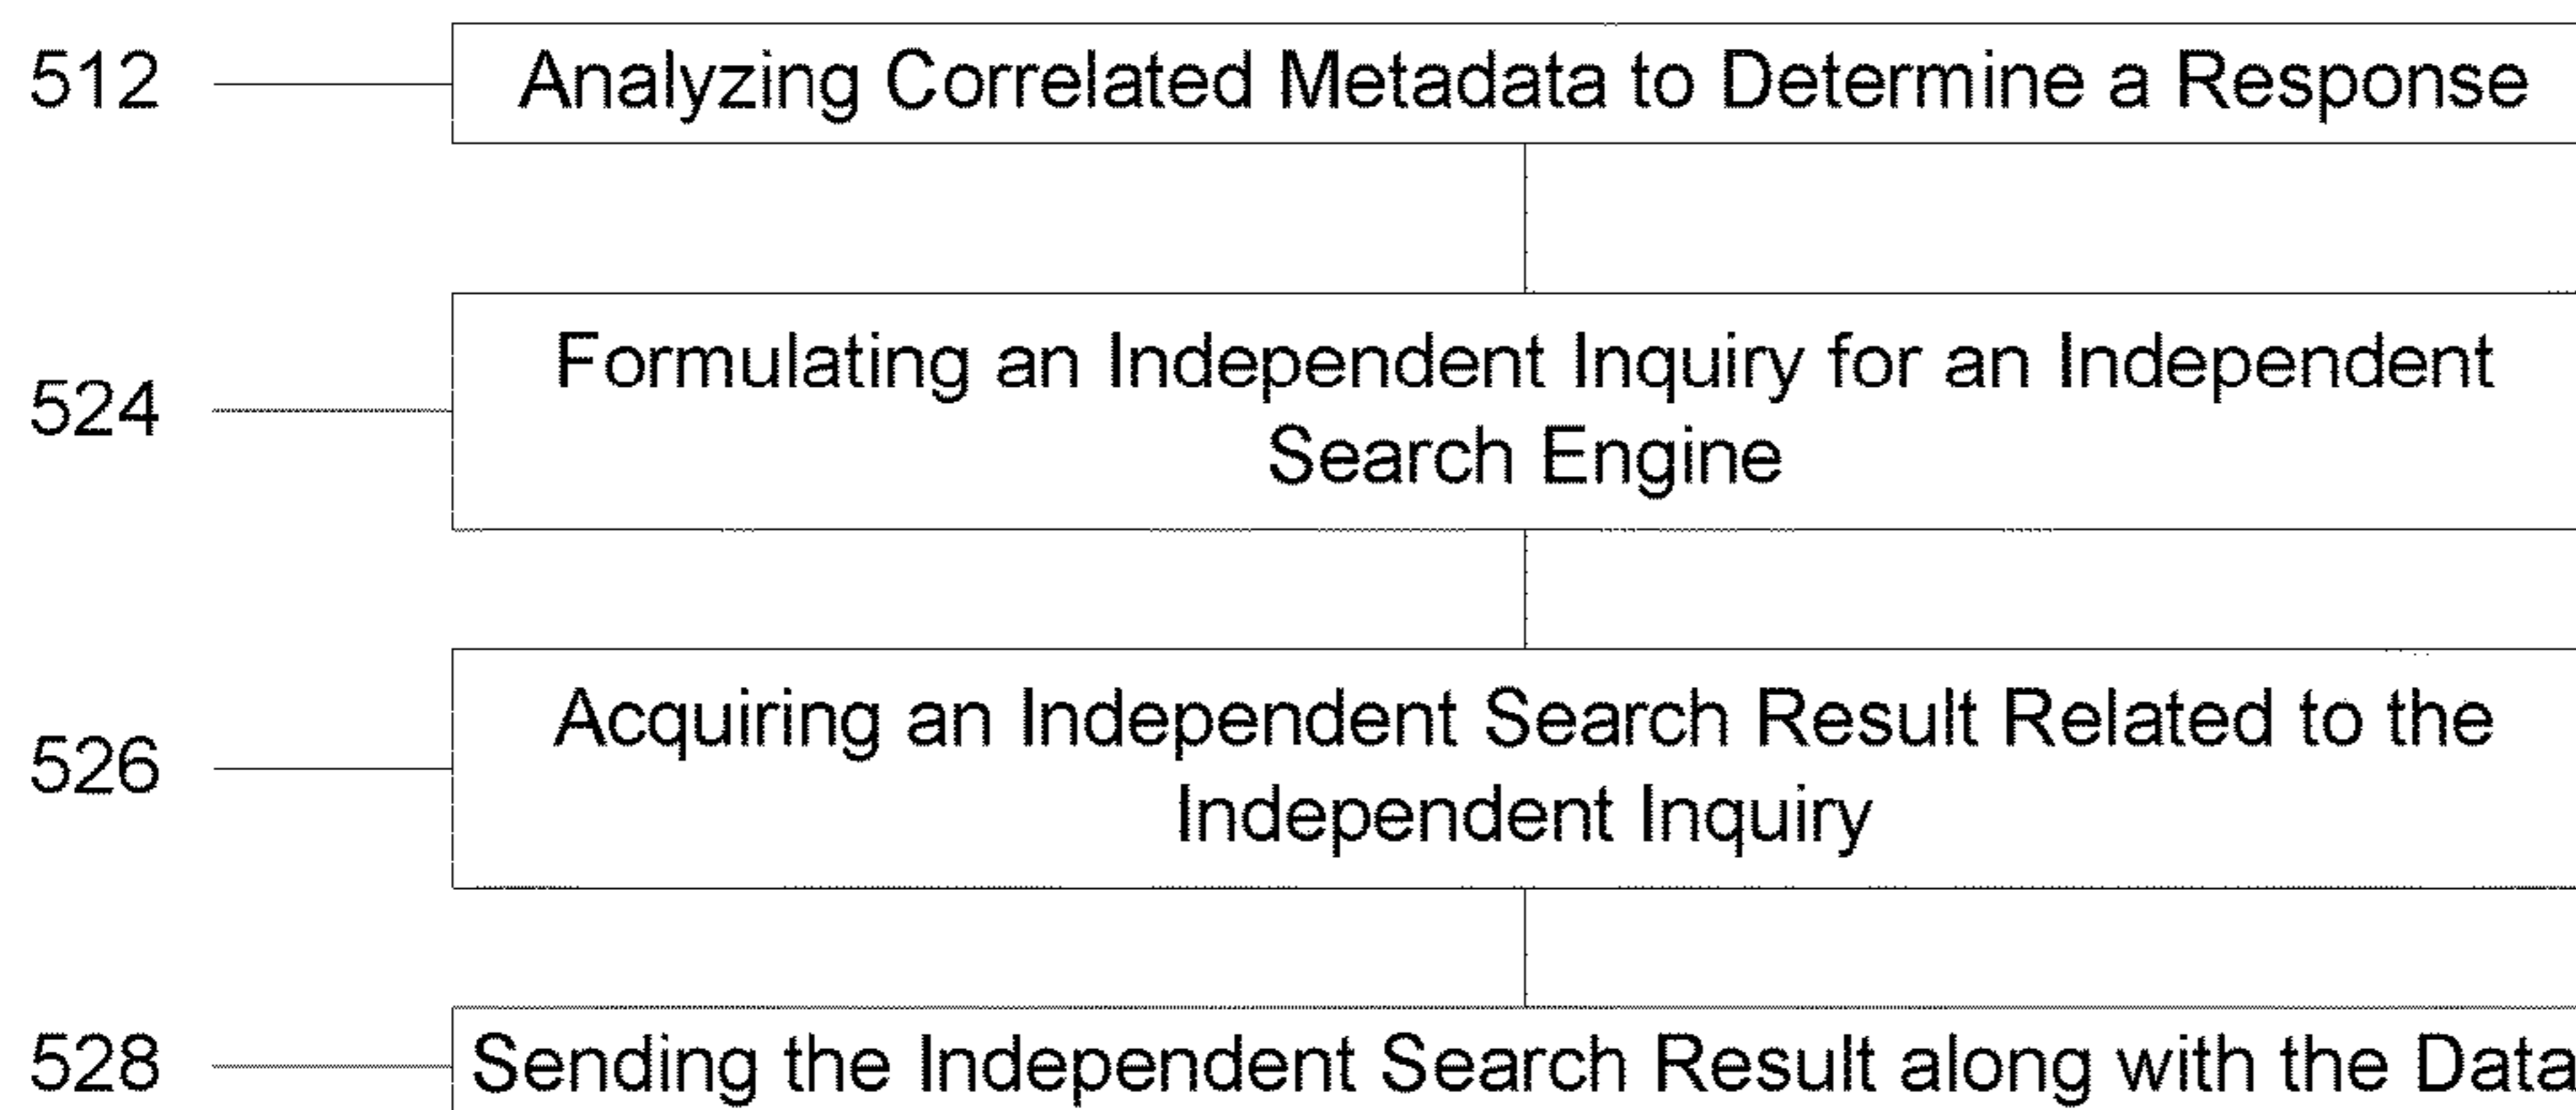 512 Analyzing Correlated Metadata to Determine a Response
Formulating an Independent Inquiry for an Independent
524
Search Engine
Acquiring an Independent Search Result Related to the
526
Independent Inquiry
528 Sending the Independent Search Result along with the Data